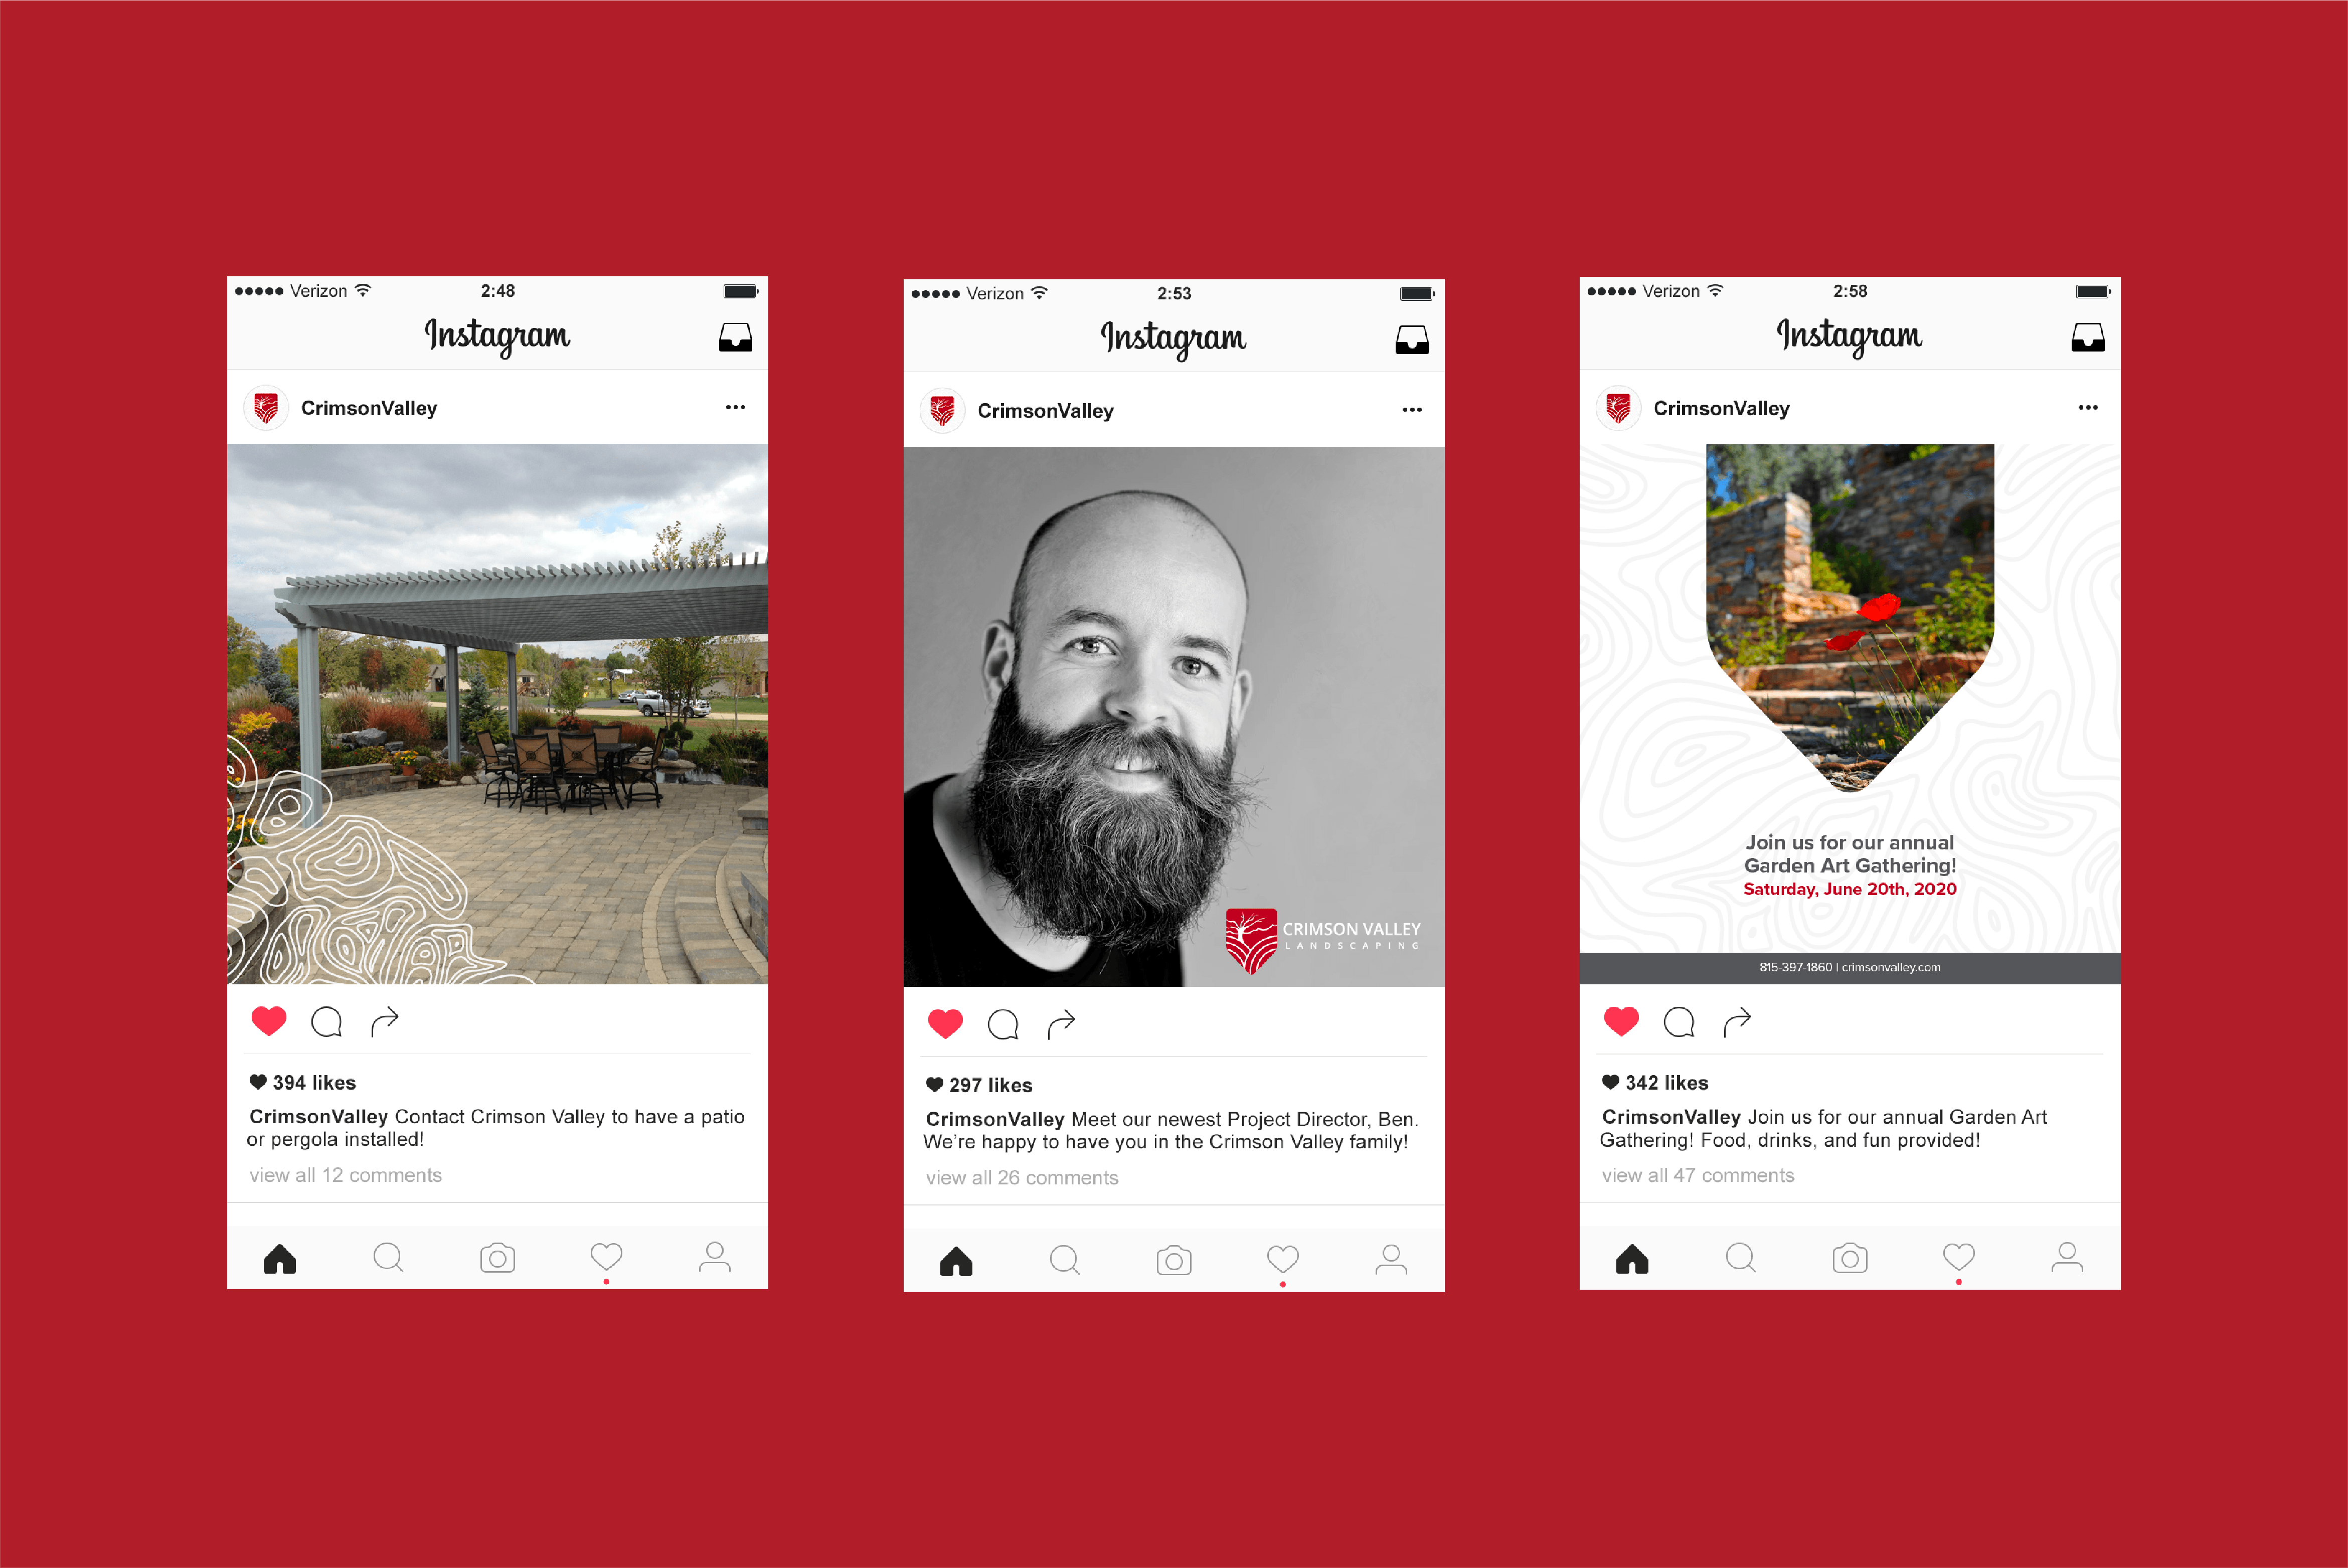 Verizon 2:48
Instagram
CrimsonValley
394 likes
CrimsonValley Contact Crimson Valley to have a patio
or pergola installed!
view all 12 comments
Verizon 2:53
Instagram
CrimsonValley
CRIMSON VALLEY
LANDSCAPING
297 likes
CrimsonValley Meet our newest Project Director, Ben.
We're happy to have you in the Crimson Valley family!
view all 26 comments
Verizon 2:58
Instagram
CrimsonValley
Join us for our annual
Garden Art Gathering!
Saturday, June 20th, 2020
815-397-1860 | crimsonvalley.com
342 likes
CrimsonValley Join us for our annual Garden Art
Gathering! Food, drinks, and fun provided!
view all 47 comments